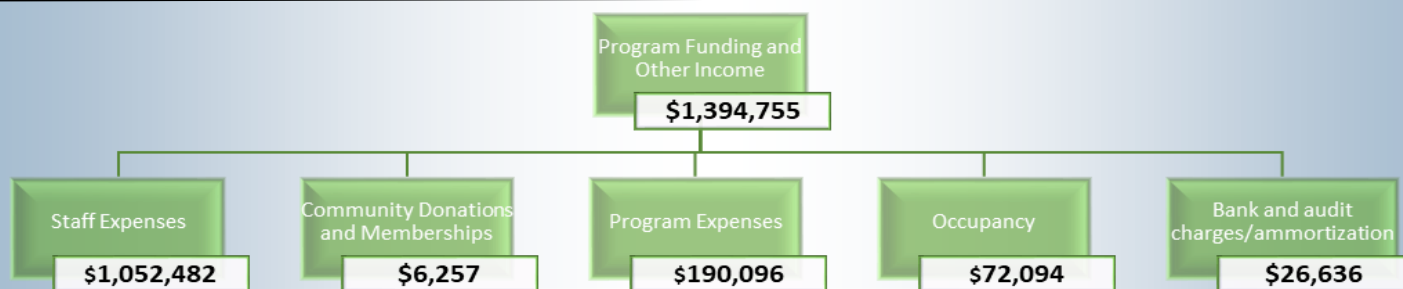 Program Funding and
Other Income
$1,394,755
Staff Expenses
$1,052,482
Community Donations
and Memberships
$6,257
Program Expenses
$190,096
Occupancy
$72,094
Bank and audit
charges/ammortization
$26,636